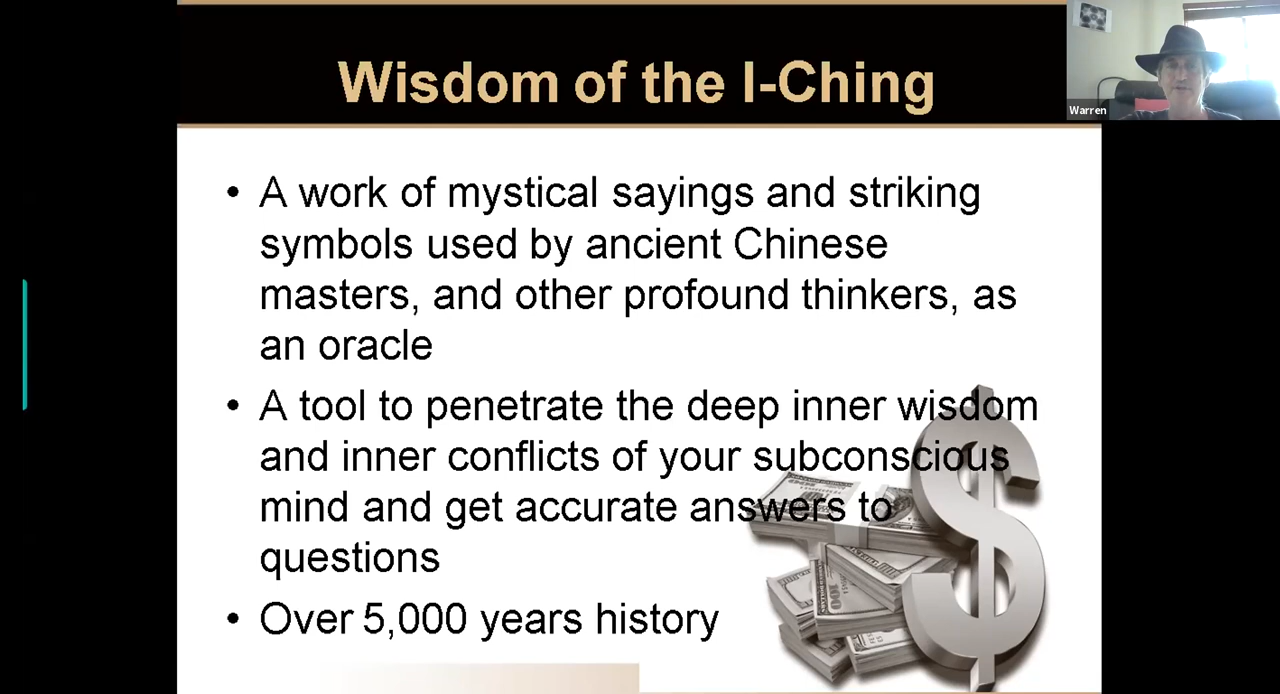 Wisdom of the I-Ching
Warren
• A work of mystical sayings and striking
symbols used by ancient Chinese
masters, and other profound thinkers, as
an oracle
• A tool to penetrate the deep inner wisdom
and inner conflicts of your subconscious
mind and get accurate answers to
questions
• Over 5,000 years history
100